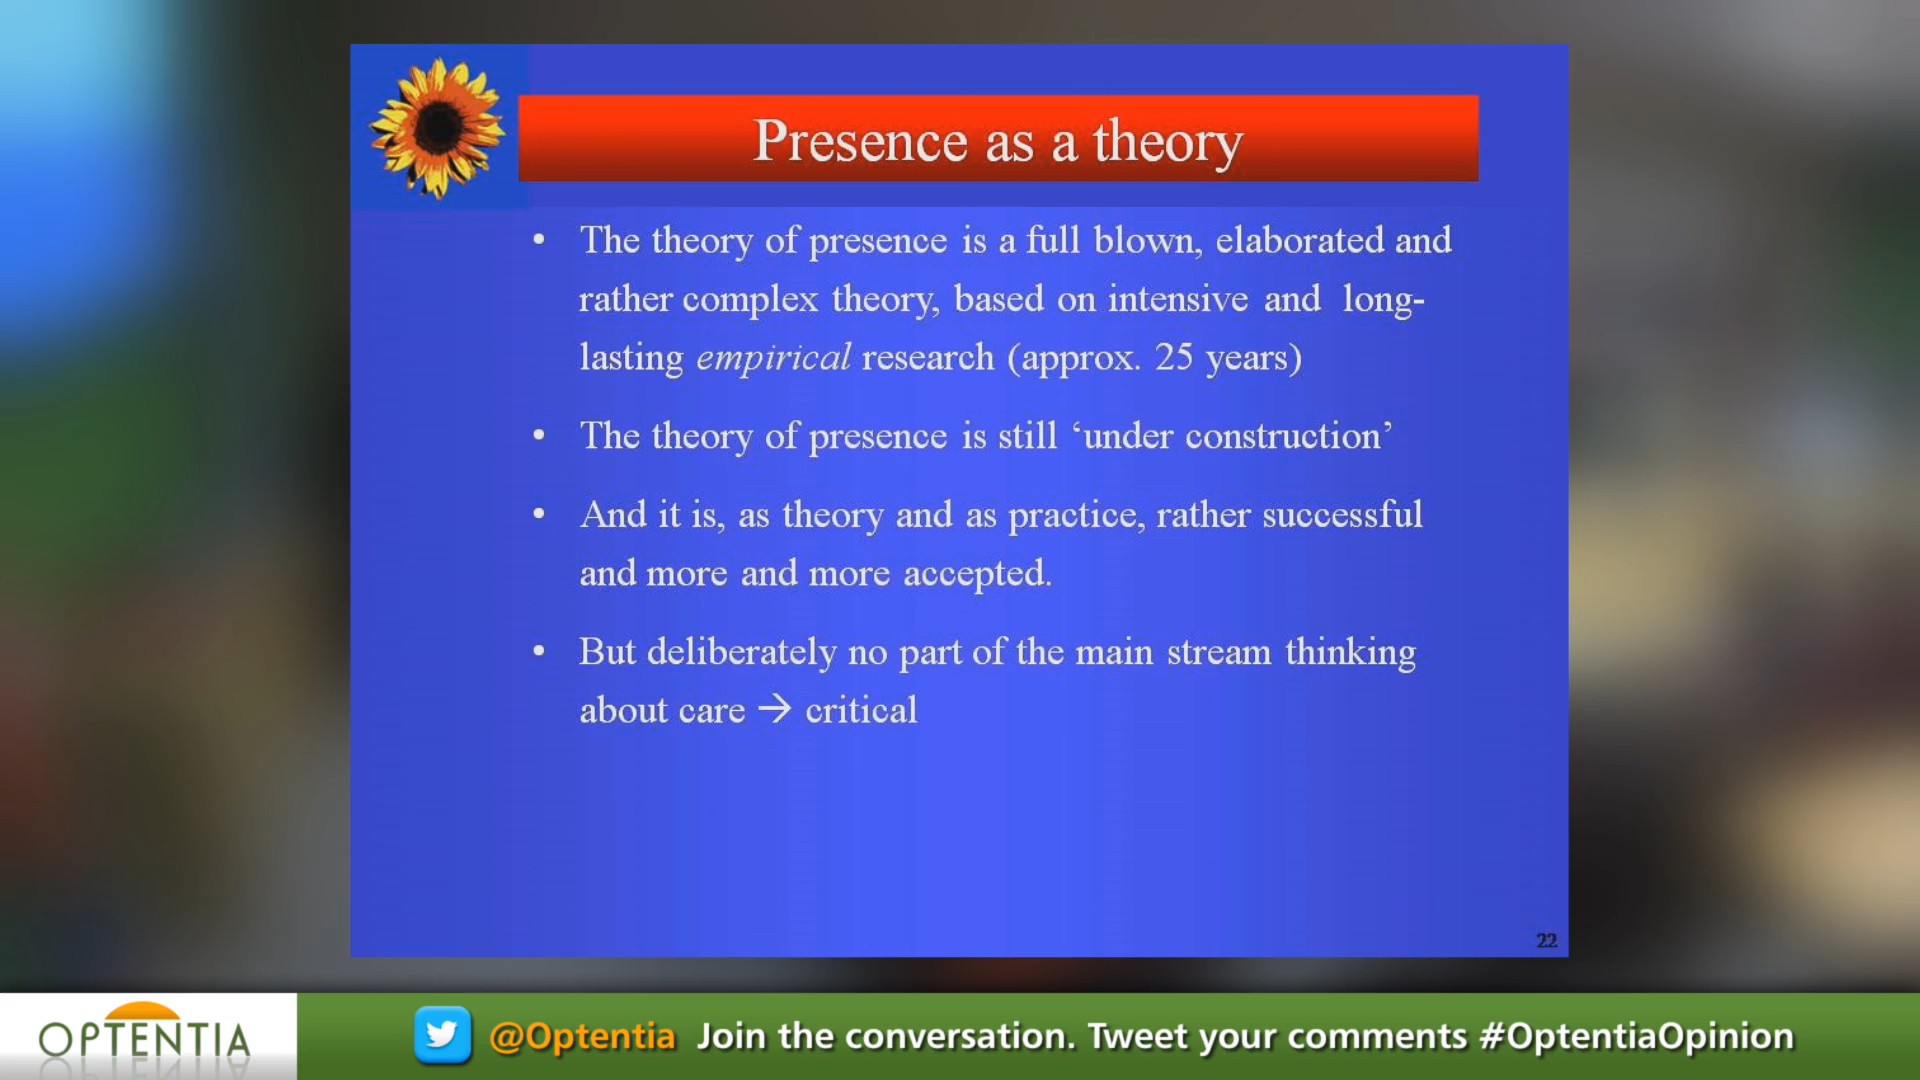 Presence as a theory
• The theory of presence is a full blown, elaborated and
rather complex theory, based on intensive and long-
lasting empirical research (approx. 25 years)
• The theory of presence is still ‘under construction’
• And it is, as theory and as practice, rather successful
and more and more accepted.
• But deliberately no part of the main stream thinking
about care → critical
22
OPTENTIA
@Optentia Join the conversation. Tweet your comments #OptentiaOpinion